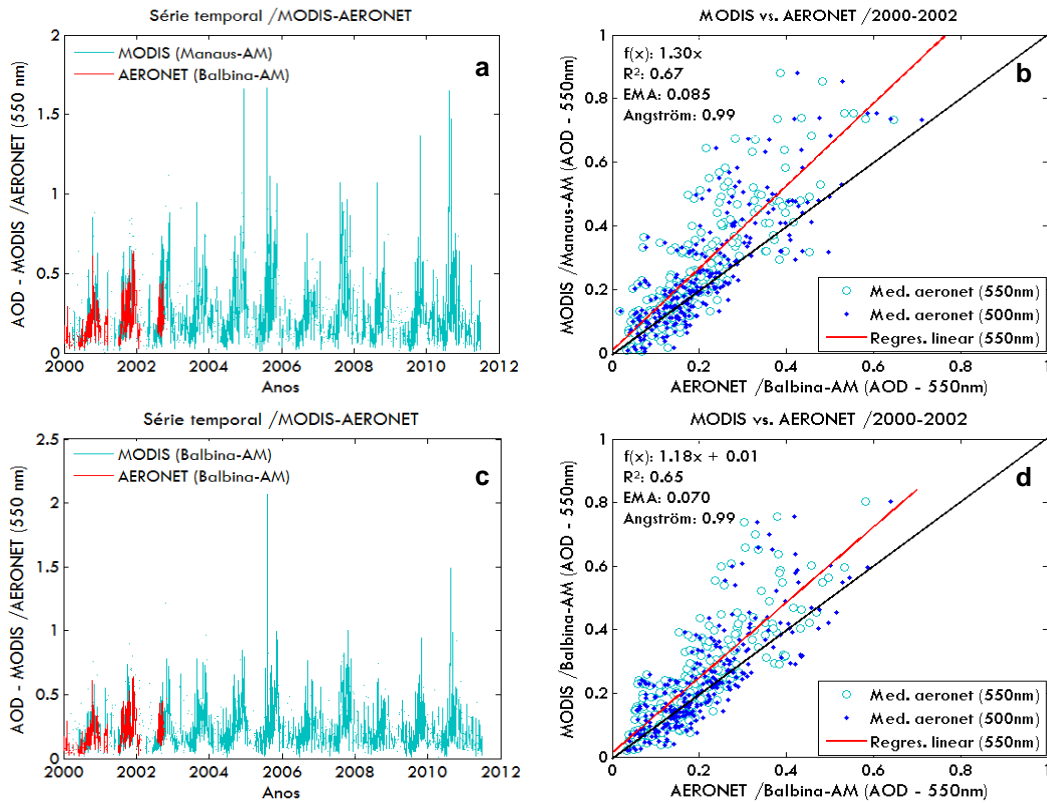 Série temporal /MODIS-AERONET
AOD - MODIS /AERONET (550 nm)
2
1.5
1
0.5
0
MODIS (Manaus-AM)
AERONET (Balbina-AM)
a
2000 2002 2004 2006 2008 2010 2012
Anos
MODIS vs. AERONET /2000-2002
MODIS /Manaus-AM (AOD - 550nm)
1
0.8
0.6
0.4
0.2
0
f(x): 1.30x
R²: 0.67
EMA: 0.085
Angström: 0.99
b
Med. aeronet (550nm)
Med. aeronet (500nm)
Regres. linear (550nm)
0 0.2 0.4 0.6 0.8 1
AERONET /Balbina-AM (AOD - 550nm)
Série temporal /MODIS-AERONET
AOD - MODIS /AERONET (550 nm)
2.5
2
1.5
1
0.5
0
MODIS (Balbina-AM)
AERONET (Balbina-AM)
c
2000 2002 2004 2006 2008 2010 2012
Anos
MODIS vs. AERONET /2000-2002
MODIS /Balbina-AM (AOD - 550nm)
1
0.8
0.6
0.4
0.2
0
f(x): 1.18x + 0.01
R²: 0.65
EMA: 0.070
Angström: 0.99
d
Med. aeronet (550nm)
Med. aeronet (500nm)
Regres. linear (550nm)
0 0.2 0.4 0.6 0.8 1
AERONET /Balbina-AM (AOD - 550nm)